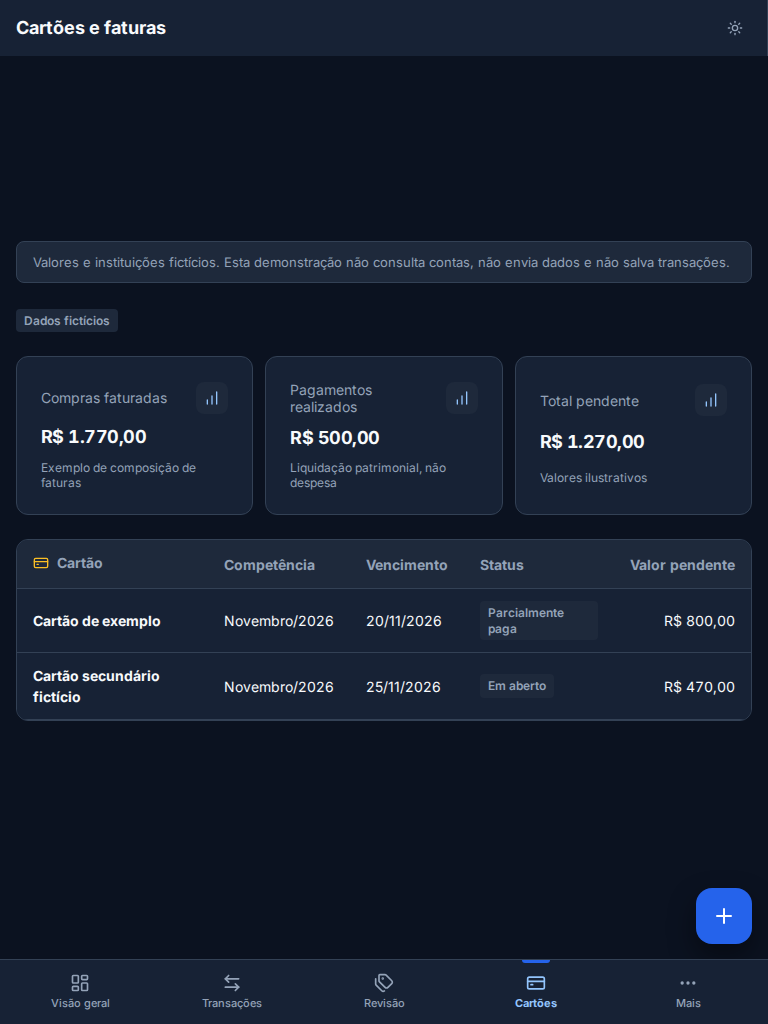 Cartões e faturas
Valores e instituições fictícios. Esta demonstração não consulta contas, não envia dados e não salva transações.
Dados fictícios
Compras faturadas
R$ 1.770,00
Exemplo de composição de
faturas
Pagamentos
realizados
R$ 500,00
Liquidação patrimonial, não
despesa
Total pendente
R$ 1.270,00
Valores ilustrativos
Cartão Competência Vencimento Status Valor pendente
Cartão de exemplo Novembro/2026 20/11/2026 Parcialmente
paga R$ 800,00
Cartão secundário
fictício Novembro/2026 25/11/2026 Em aberto R$ 470,00
Visão geral Transações Revisão Cartões Mais